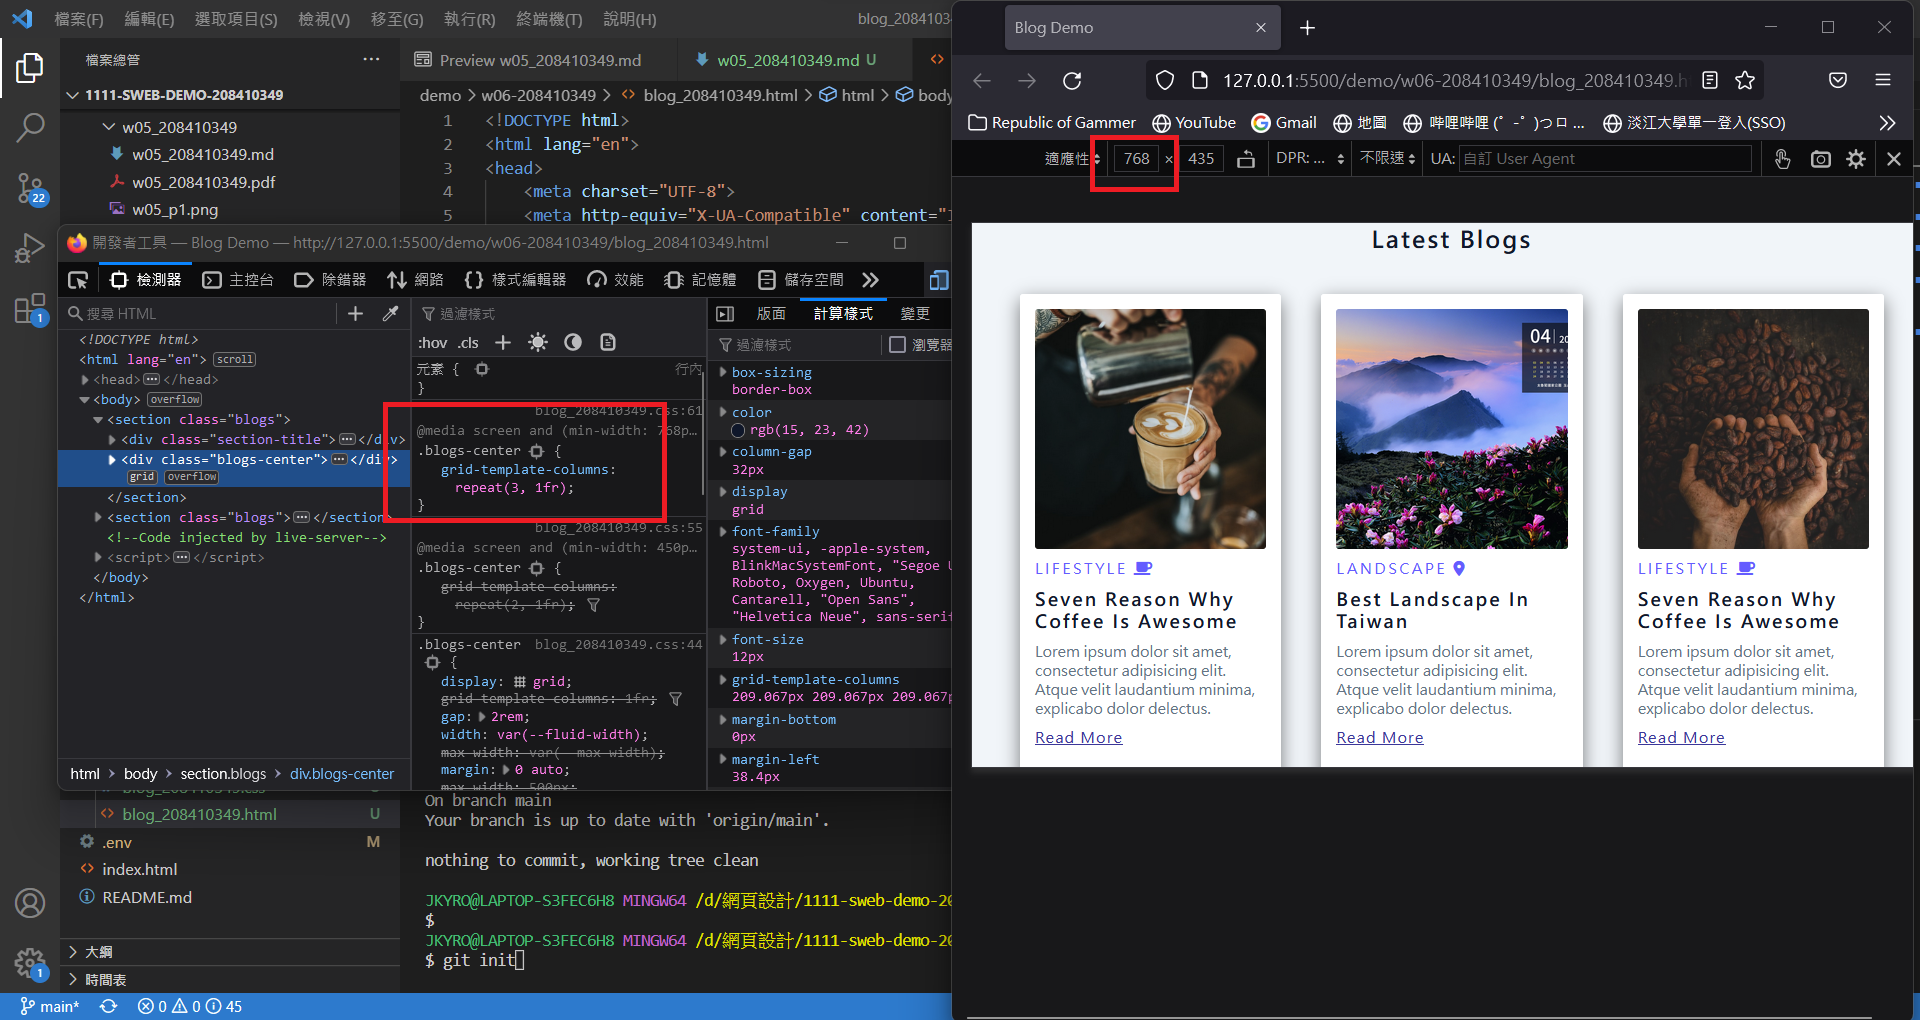 檔案(F) 編輯(E) 選取項目(S) 檢視(V) 移至(G) 執行(R) 終端機(T) 說明(H) blog_20841034
檔案總管
1111-SWEB-DEMO-208410349
w05_208410349
w05_208410349.md
w05_208410349.pdf
w05_p1.png
22
1
Preview w05_208410349.md
w05_208410349.md U
demo > w06-208410349 > blog_208410349.html > html > body
1 <!DOCTYPE html>
2 <html lang="en">
3 <head>
4 <meta charset="UTF-8">
5 <meta http-equiv="X-UA-Compatible" content="I
開發者工具 — Blog Demo — http://127.0.0.1:5500/demo/w06-208410349/blog_208410349.html
檢測器 主控台 除錯器 網路 樣式編輯器 效能 記憶體 儲存空間
搜尋 HTML
<!DOCTYPE html>
<html lang="en"> scroll
<head> </head>
<body> overflow
<section class="blogs">
<div class="section-title"> </div>
<div class="blogs-center"> </div>
grid overflow
</section>
<section class="blogs"> </section>
<!--Code injected by live-server-->
<script> </script>
</body>
</html>
html > body > section.blogs > div.blogs-center
過濾樣式
:hov .cls
元素 { 行內
}
blog_208410349.css:61
@media screen and (min-width: 768p…
.blogs-center {
grid-template-columns:
repeat(3, 1fr);
}
blog_208410349.css:55
@media screen and (min-width: 450p…
.blogs-center {
grid-template-columns:
repeat(2, 1fr);
}
.blogs-center blog_208410349.css:44
{
display: grid;
grid-template-columns: 1fr;
gap: 2rem;
width: var(--fluid-width);
max-width: var(--max-width);
margin: 0 auto;
max-width: 500px;
版面 計算樣式 變更
過濾樣式 瀏覽器
box-sizing
border-box
color
rgb(15, 23, 42)
column-gap
32px
display
grid
font-family
system-ui, -apple-system,
BlinkMacSystemFont, "Segoe U
Roboto, Oxygen, Ubuntu,
Cantarell, "Open Sans",
"Helvetica Neue", sans-serif
font-size
12px
grid-template-columns
209.067px 209.067px 209.067p
margin-bottom
0px
margin-left
38.4px
blog_208410349.css
blog_208410349.html U
.env M
index.html
README.md
大綱
時間表
1
On branch main
Your branch is up to date with 'origin/main'.
nothing to commit, working tree clean
JKYRO@LAPTOP-S3FEC6H8 MINGW64 /d/網頁設計/1111-sweb-demo-20
$
JKYRO@LAPTOP-S3FEC6H8 MINGW64 /d/網頁設計/1111-sweb-demo-20
$ git init
main* 0 0 45
Blog Demo
127.0.0.1:5500/demo/w06-208410349/blog_208410349.h
Republic of Gammer YouTube Gmail 地圖 哔哩哔哩 (゜-゜)つロ ... 淡江大學單一登入(SSO)
適應性 768 × 435 DPR: ... 不限速 UA: 自訂 User Agent
Latest Blogs
04
LIFESTYLE
Seven Reason Why
Coffee Is Awesome
Lorem ipsum dolor sit amet,
consectetur adipisicing elit.
Atque velit laudantium minima,
explicabo dolor delectus.
Read More
LANDSCAPE
Best Landscape In
Taiwan
Lorem ipsum dolor sit amet,
consectetur adipisicing elit.
Atque velit laudantium minima,
explicabo dolor delectus.
Read More
LIFESTYLE
Seven Reason Why
Coffee Is Awesome
Lorem ipsum dolor sit amet,
consectetur adipisicing elit.
Atque velit laudantium minima,
explicabo dolor delectus.
Read More